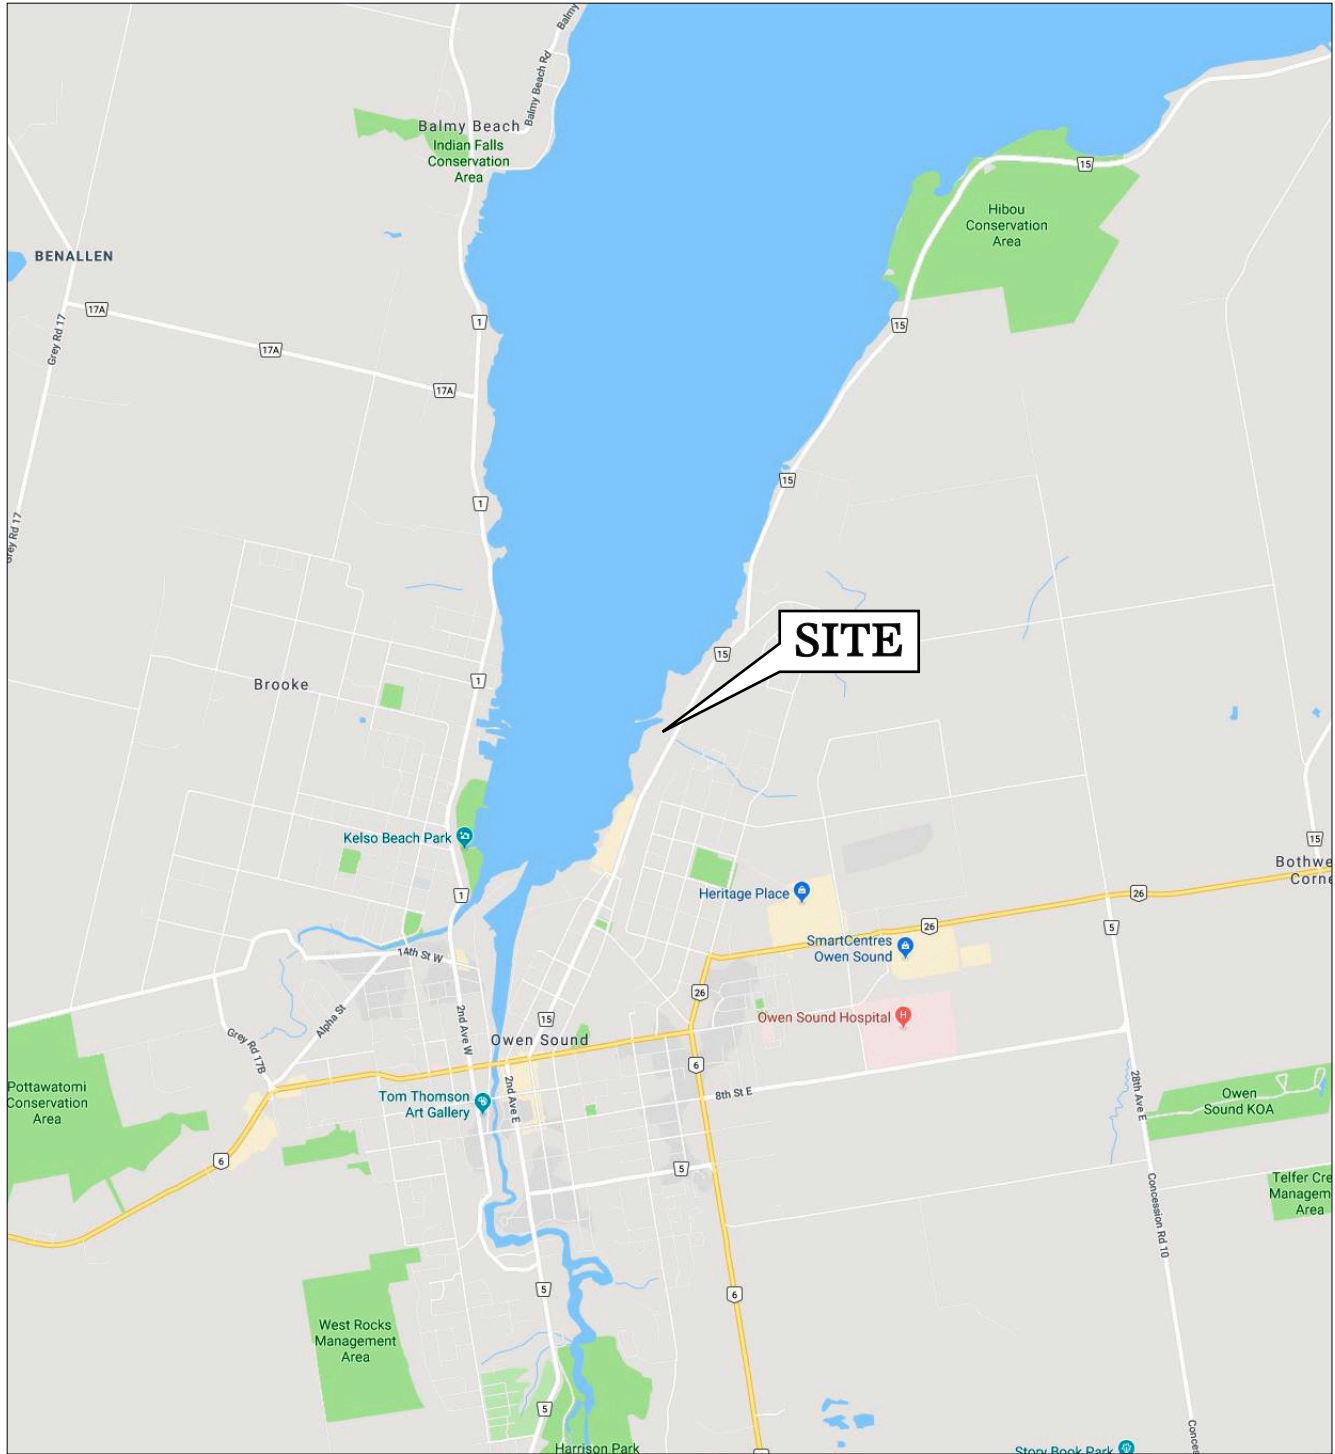 Balmy
Balmy Beach Rd
Balmy Beach
Indian Falls
Conservation
Area
15
Hibou
Conservation
Area
BENALLEN
17A
1
15
Grey Rd 17
17A
17A
15
1
Grey Rd 17
SITE
15
Brooke
1
Kelso Beach Park
15
Bothwe
Corne
1
Heritage Place
26
26
5
SmartCentres
Owen Sound
14th St W
26
Alpha St
2nd Ave W
15
Owen Sound Hospital
H
Owen Sound
Grey Rd 17B
6
Pottawatomi
Conservation
Area
Tom Thomson
Art Gallery
2nd Ave E
8th St E
28th Ave E
Owen
Sound KOA
6
5
Telfer Cre
Managem
Area
Concession Rd 10
5
6
West Rocks
Management
Area
5
Harrison Park
Story Book Park
Conces